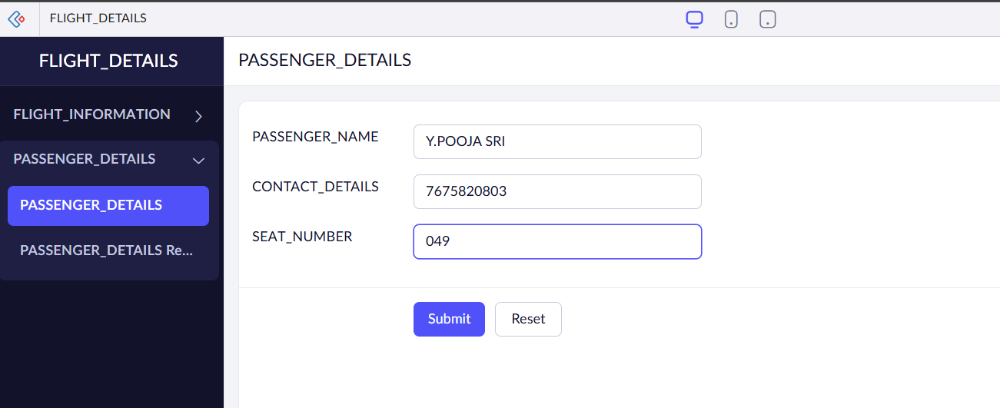 FLIGHT_DETAILS
FLIGHT_DETAILS
FLIGHT_INFORMATION
PASSENGER_DETAILS
PASSENGER_DETAILS
PASSENGER_DETAILS Re...
PASSENGER_DETAILS
PASSENGER_NAME Y.POOJA SRI
CONTACT_DETAILS 7675820803
SEAT_NUMBER 049
Submit Reset